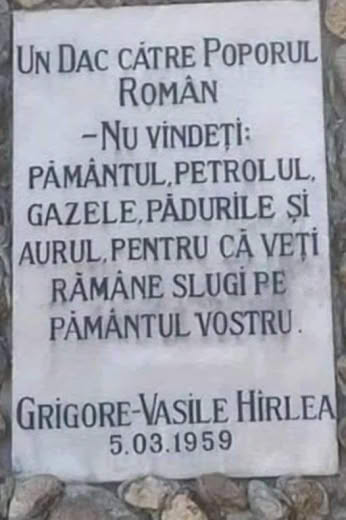 UN DAC CĂTRE POPORUL
ROMÂN
–NU VINDEȚI:
PĂMÂNTUL,PETROLUL,
GAZELE,PĂDURILE ȘI
AURUL,PENTRU CĂ VEȚI
RĂMÂNE SLUGI PE
PĂMÂNTUL VOSTRU.
GRIGORE-VASILE HÎRLEA
5.03.1959